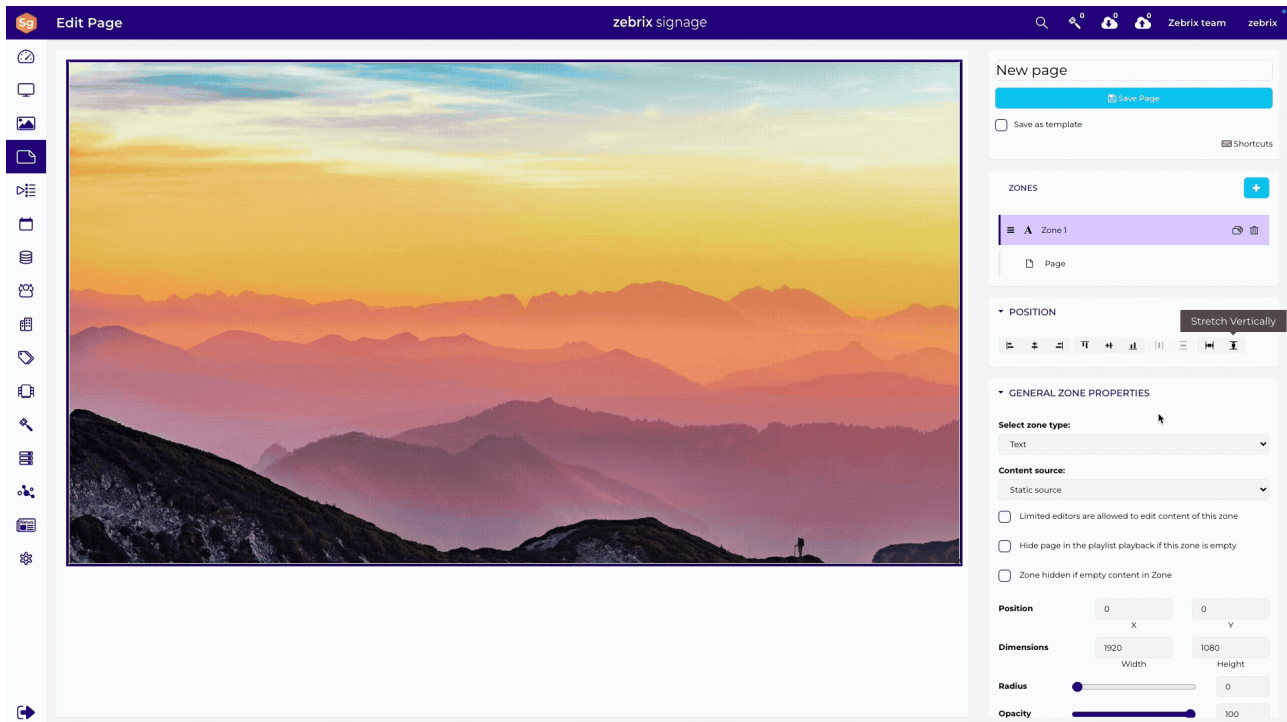 Sg Edit Page zebrix signage 0 0 0 Zebrix team zebrix
New page
Save Page
Save as template
Shortcuts
ZONES +
A Zone 1
Page
POSITION
Stretch Vertically
GENERAL ZONE PROPERTIES
Select zone type:
Text
Content source:
Static source
Limited editors are allowed to edit content of this zone
Hide page in the playlist playback if this zone is empty
Zone hidden if empty content in Zone
Position 0 0
X Y
Dimensions 1920 1080
Width Height
Radius 0
Opacity 100